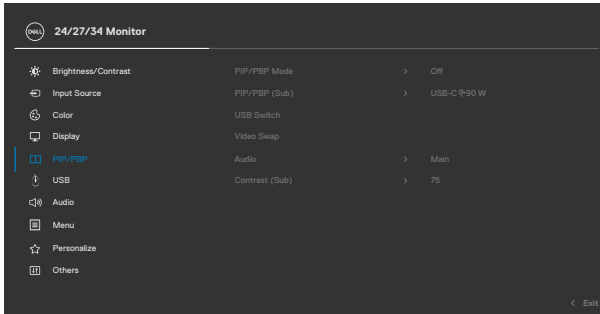 DELL 24/27/34 Monitor
Brightness/Contrast PIP/PBP Mode > Off
Input Source PIP/PBP (Sub) > USB-C 90 W
Color USB Switch
Display Video Swap
PIP/PBP Audio > Main
USB Contrast (Sub) > 75
Audio
Menu
Personalize
Others
< Exit